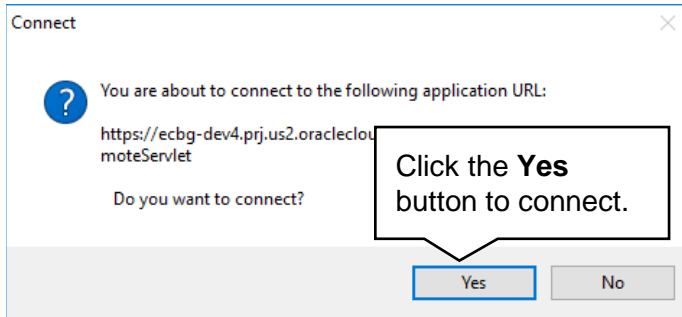 Connect
You are about to connect to the following application URL:
https://ecbg-dev4.prj.us2.oracleclou
moteServlet
Do you want to connect?
Click the Yes
button to connect.
Yes No